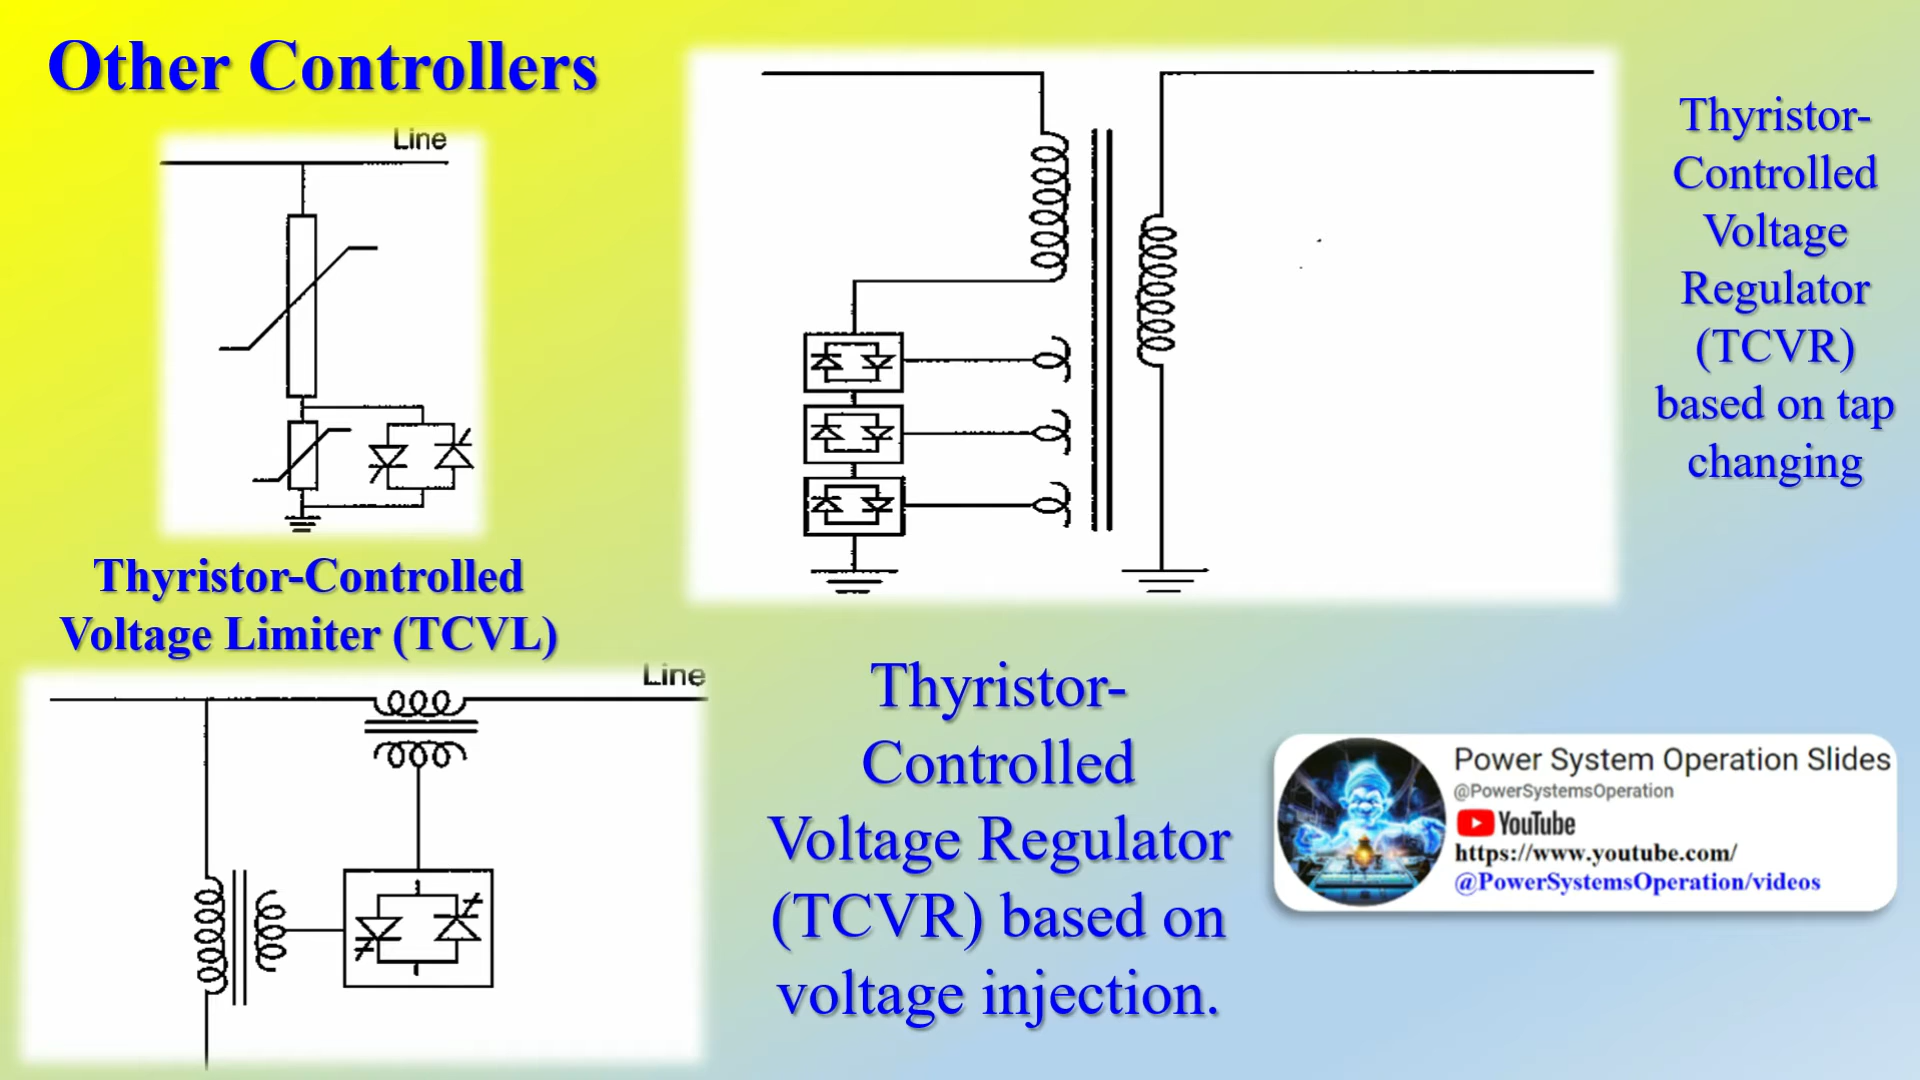 Other Controllers
Line
Thyristor-Controlled
Voltage Limiter (TCVL)
Thyristor-
Controlled
Voltage
Regulator
(TCVR)
based on tap
changing
Line
Thyristor-
Controlled
Voltage Regulator
(TCVR) based on
voltage injection.
Power System Operation Slides
@PowerSystemsOperation
YouTube
https://www.youtube.com/
@PowerSystemsOperation/videos